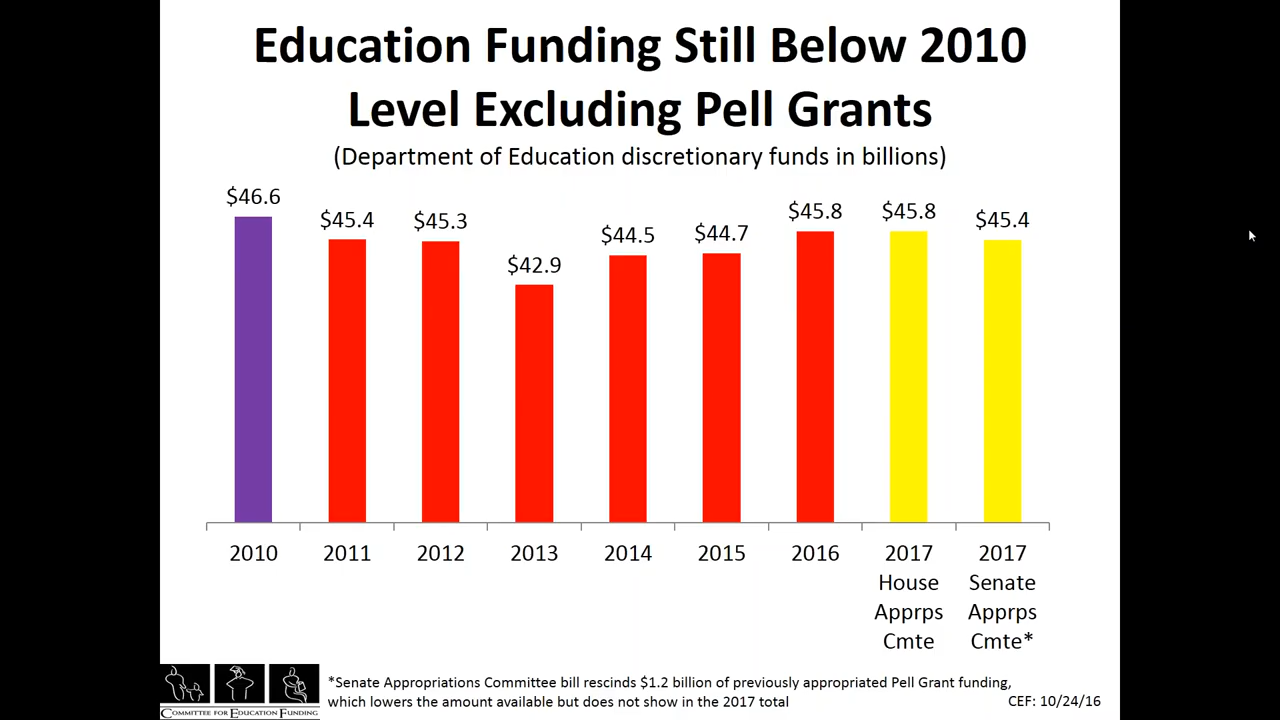 Education Funding Still Below 2010
Level Excluding Pell Grants
(Department of Education discretionary funds in billions)
$46.6
$45.4
$45.3
$42.9
$44.5
$44.7
$45.8
$45.8
$45.4
2010
2011
2012
2013
2014
2015
2016
2017
House
Apprps
Cmte
2017
Senate
Apprps
Cmte*
*Senate Appropriations Committee bill rescinds $1.2 billion of previously appropriated Pell Grant funding,
which lowers the amount available but does not show in the 2017 total
COMMITTEE FOR EDUCATION FUNDING
CEF: 10/24/16